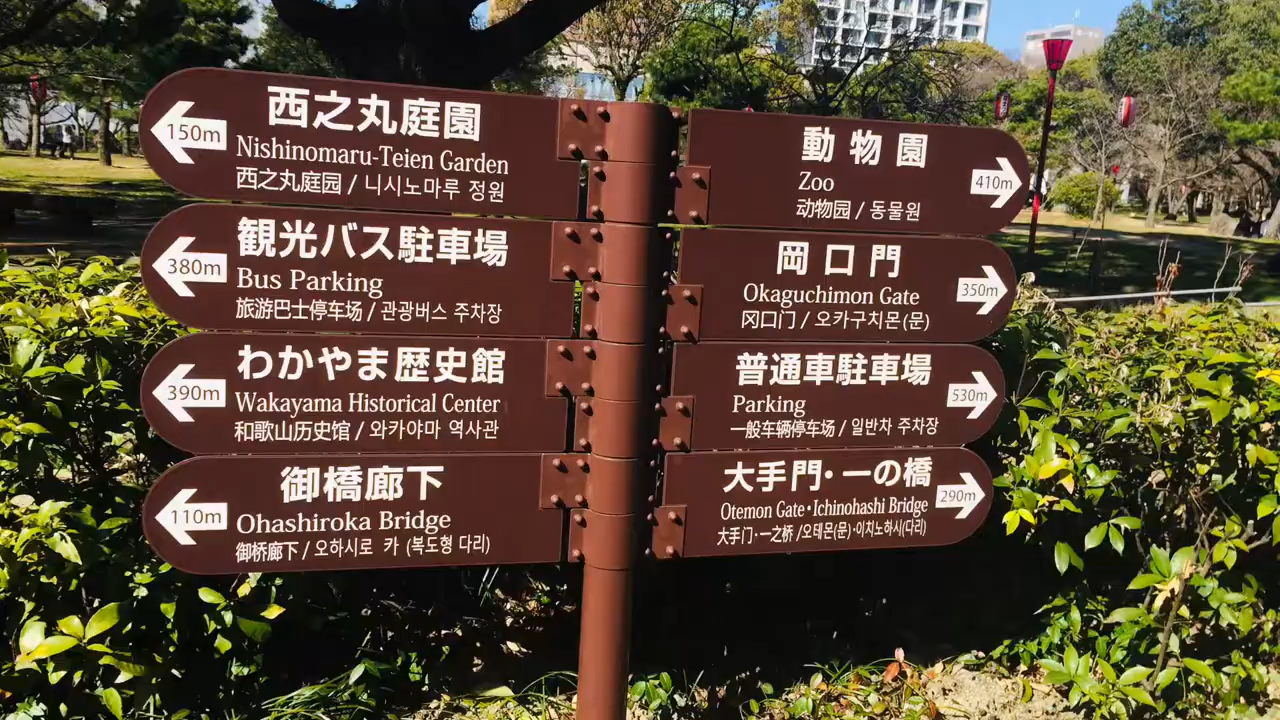 西之丸庭園
150m
Nishinomaru-Teien Garden
西之丸庭园 / 니시노마루 정원
観光バス駐車場
380m
Bus Parking
旅游巴士停车场 / 관광버스 주차장
わかやま歴史館
390m
Wakayama Historical Center
和歌山历史馆 / 와카야마 역사관
御橋廊下
110m
Ohashiroka Bridge
御桥廊下 / 오하시로 카 (복도형 다리)
動物園
Zoo
410m
动物园 / 동물원
岡口門
Okaguchimon Gate
350m
冈口门 / 오카구치몬(문)
普通車駐車場
Parking
530m
一般车辆停车场 / 일반차 주차장
大手門・一の橋
Otemon Gate・Ichinohashi Bridge
290m
大手门・一之桥 /오테몬(문)・이치노하시(다리)